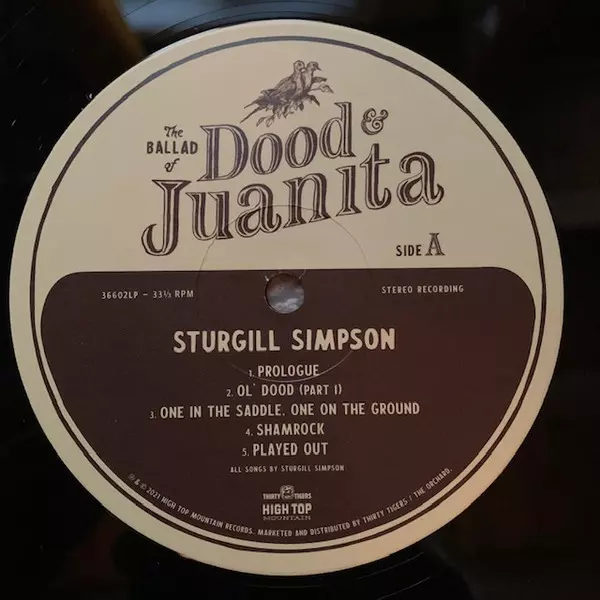 The
BALLAD
of
Dood &
Juanita
SIDE A
36602LP – 33⅓ RPM
STEREO RECORDING
STURGILL SIMPSON
1. PROLOGUE
2. OL' DOOD (PART 1)
3. ONE IN THE SADDLE, ONE ON THE GROUND
4. SHAMROCK
5. PLAYED OUT
ALL SONGS BY STURGILL SIMPSON
THIRTY TIGERS
HIGH TOP
MOUNTAIN
℗ & © 2021 HIGH TOP MOUNTAIN RECORDS. MARKETED AND DISTRIBUTED BY THIRTY TIGERS / THE ORCHARD.